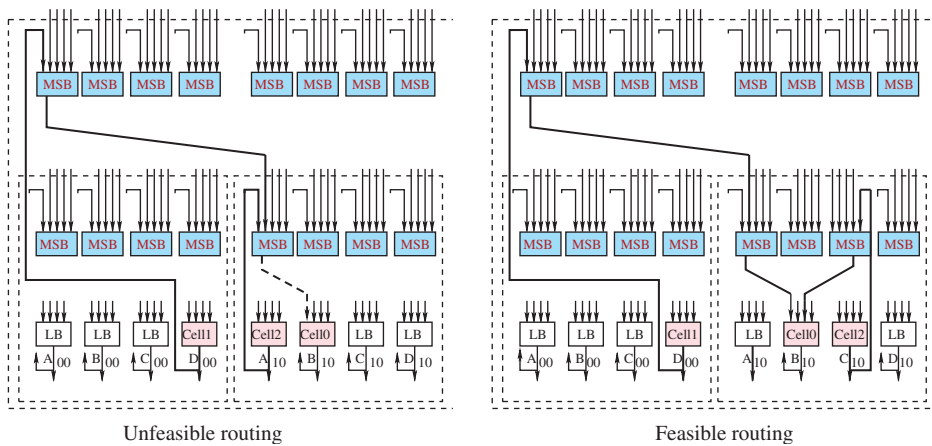 MSB MSB MSB MSB MSB MSB MSB MSB MSB MSB MSB MSB MSB MSB MSB MSB
MSB MSB MSB MSB MSB MSB MSB MSB MSB MSB MSB MSB MSB MSB MSB MSB
LB LB LB Cell1 Cell2 Cell0 LB LB LB LB LB Cell1 LB Cell0 Cell2 LB
A00 B00 C00 D00 A10 B10 C10 D10 A00 B00 C00 D00 A10 B10 C10 D10
Unfeasible routing Feasible routing